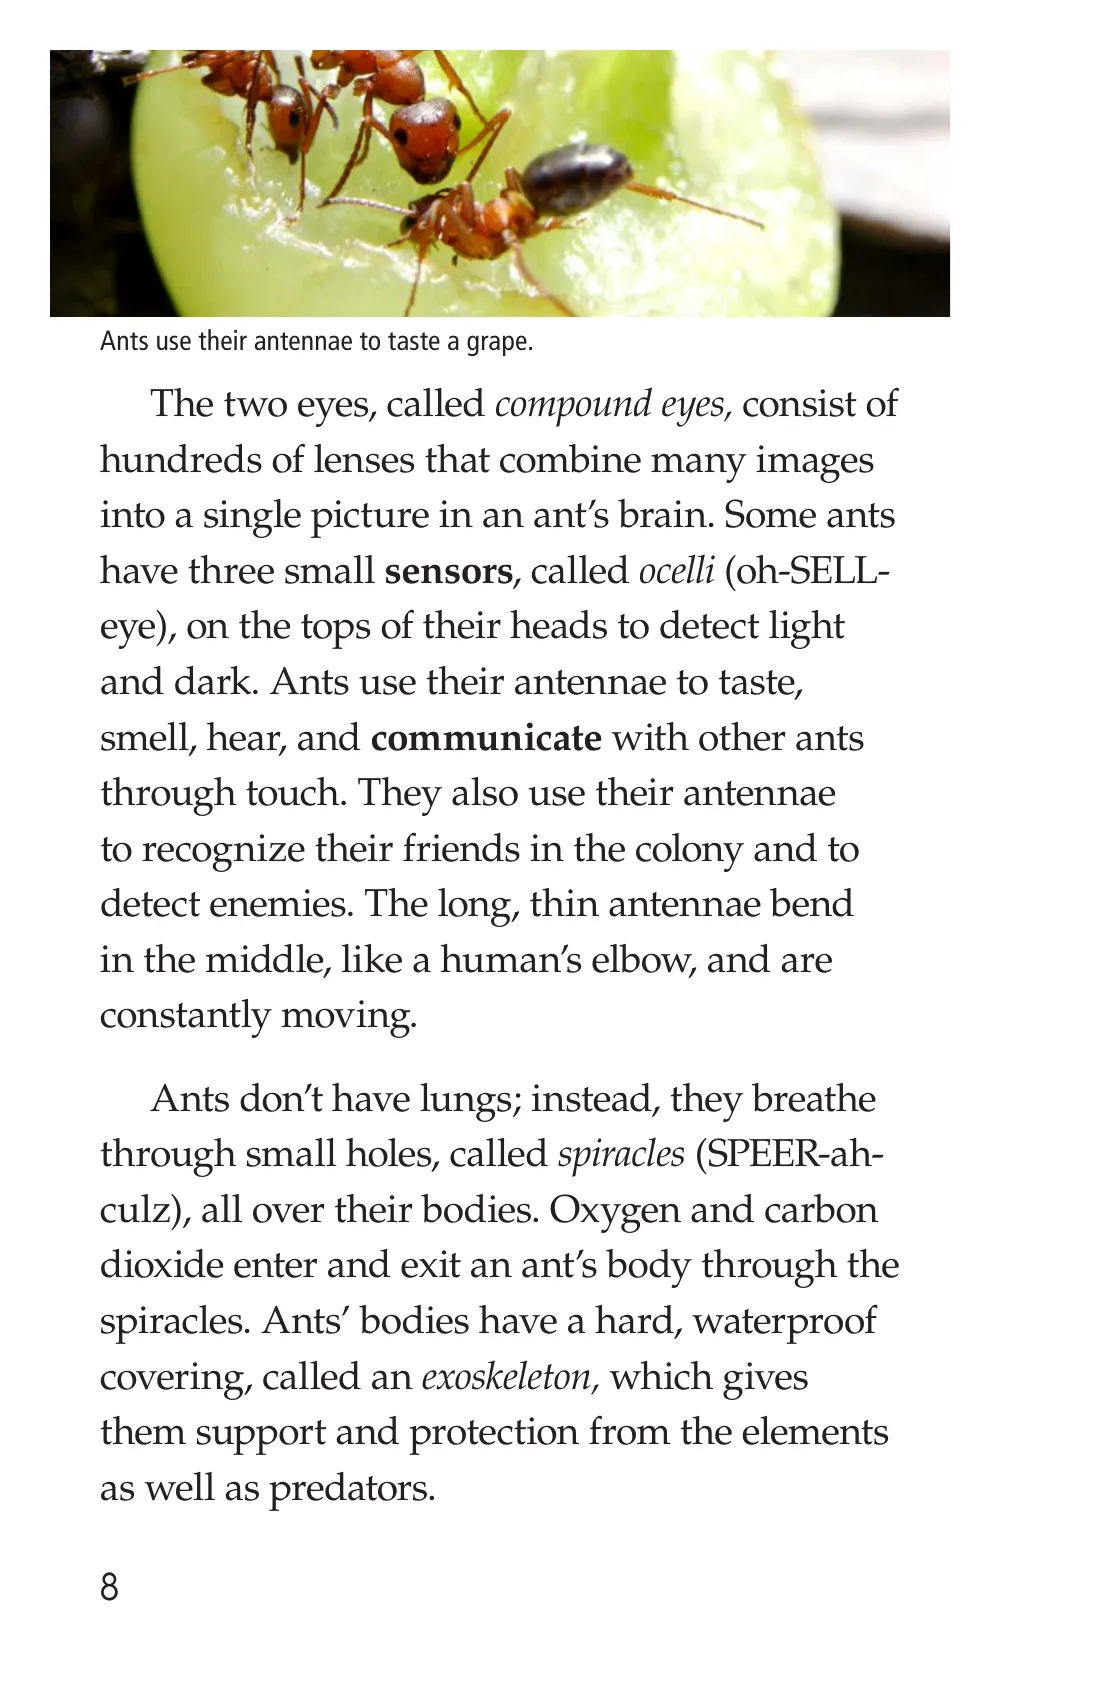 Ants use their antennae to taste a grape.
The two eyes, called compound eyes, consist of
hundreds of lenses that combine many images
into a single picture in an ant’s brain. Some ants
have three small sensors, called ocelli (oh-SELL-
eye), on the tops of their heads to detect light
and dark. Ants use their antennae to taste,
smell, hear, and communicate with other ants
through touch. They also use their antennae
to recognize their friends in the colony and to
detect enemies. The long, thin antennae bend
in the middle, like a human’s elbow, and are
constantly moving.
Ants don’t have lungs; instead, they breathe
through small holes, called spiracles (SPEER-ah-
culz), all over their bodies. Oxygen and carbon
dioxide enter and exit an ant’s body through the
spiracles. Ants’ bodies have a hard, waterproof
covering, called an exoskeleton, which gives
them support and protection from the elements
as well as predators.
8